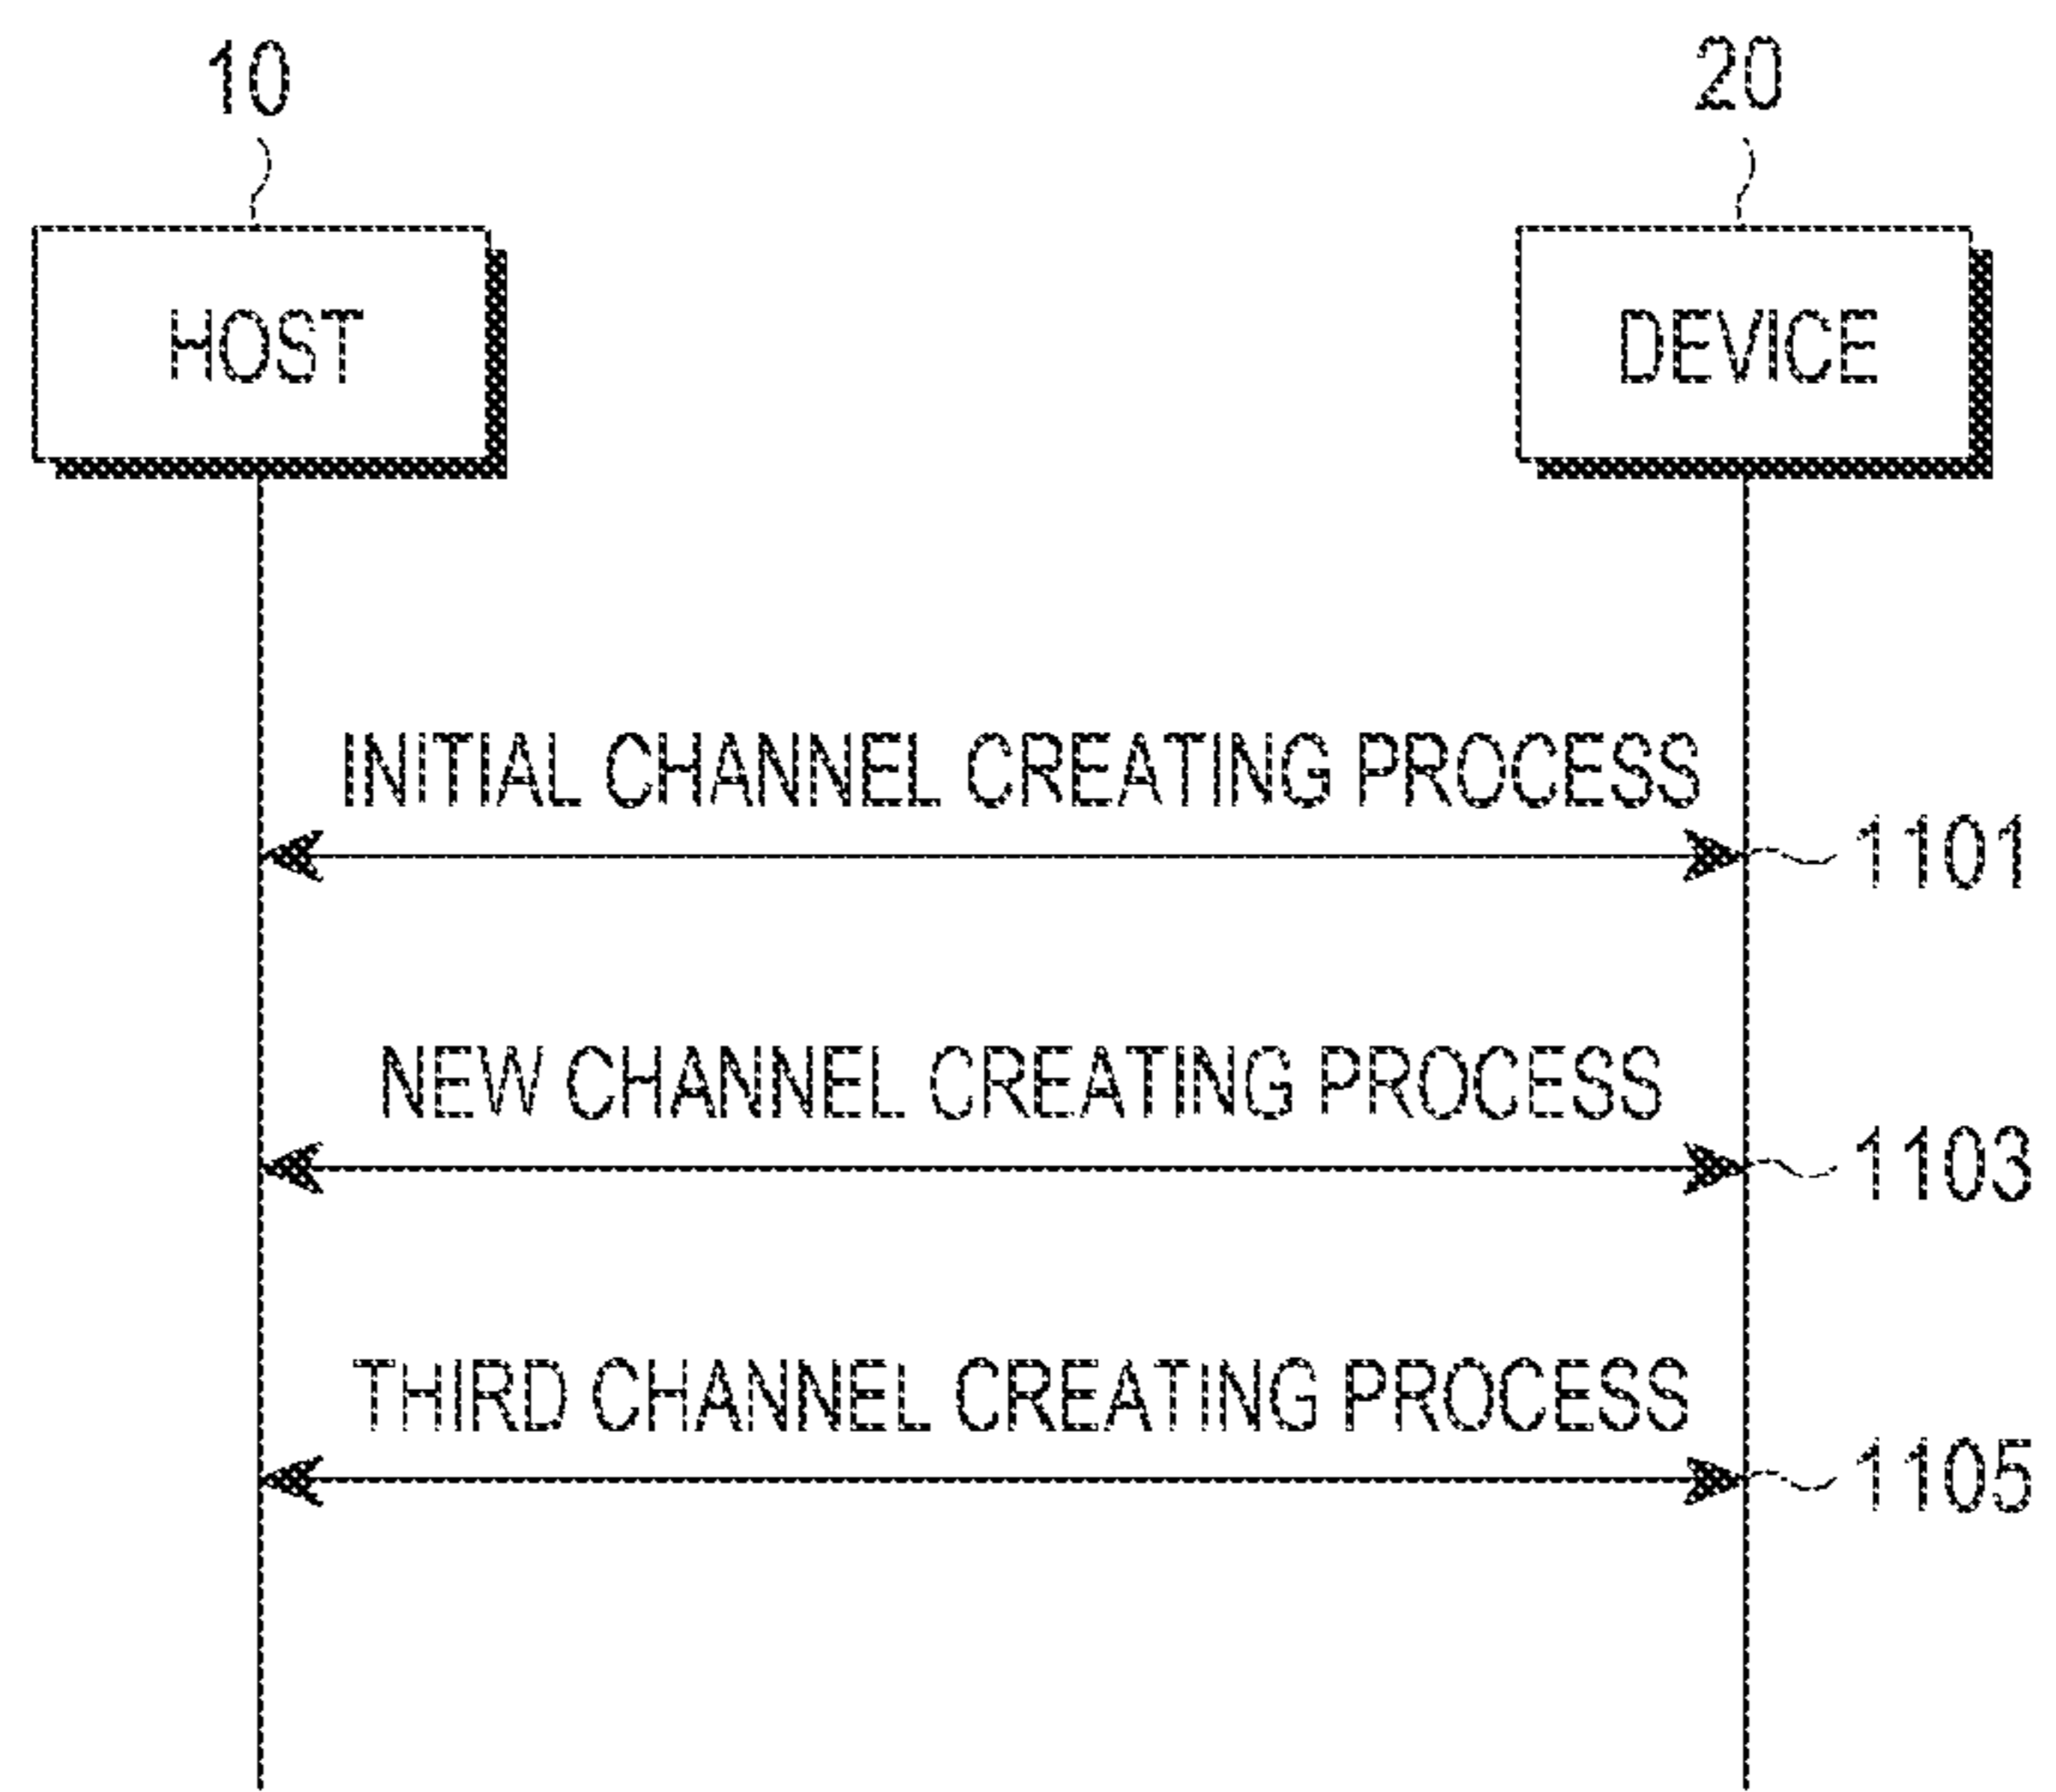 10
20
HOST
DEVICE
INITIAL CHANNEL CREATING PROCESS
1101
NEW CHANNEL CREATING PROCESS
1103
THIRD CHANNEL CREATING PROCESS
1105